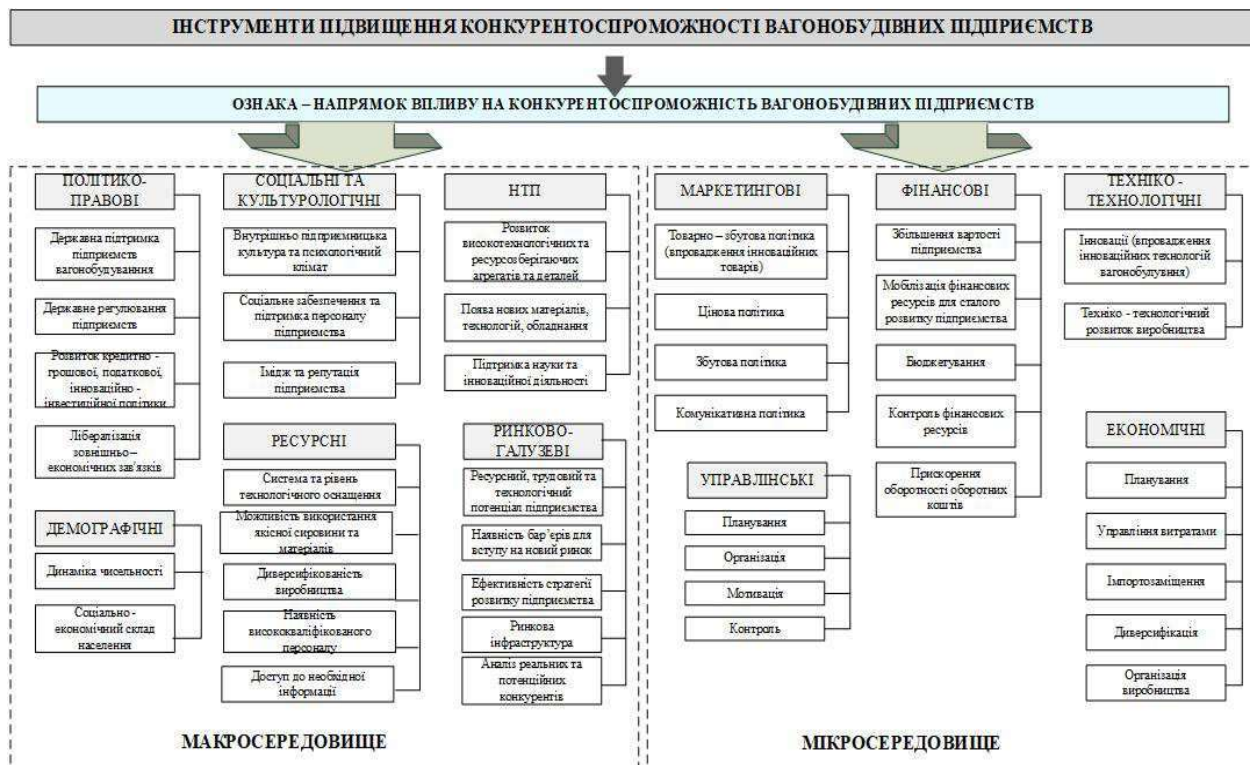 ІНСТРУМЕНТИ ПІДВИЩЕННЯ КОНКУРЕНТОСПРОМОЖНОСТІ ВАГОНОБУДІВНИХ ПІДПРИЄМСТВ
ОЗНАКА – НАПРЯМОК ВПЛИВУ НА КОНКУРЕНТОСПРОМОЖНІСТЬ ВАГОНОБУДІВНИХ ПІДПРИЄМСТВ
ПОЛІТИКО-
ПРАВОВІ
Державна підтримка
підприємств
вагонобудування
Державне регулювання
підприємств
Розвиток кредитно -
грошової, податкової,
інноваційно -
інвестиційної політики
Лібералізація
зовнішньо –
економічних зав'язків
ДЕМОГРАФІЧНІ
Динаміка чисельності
Соціально -
економічний склад
населення
СОЦІАЛЬНІ ТА
КУЛЬТУРОЛОГІЧНІ
Внутрішньо підприємницька
культура та психологічний
клімат
Соціальне забезпечення та
підтримка персоналу
підприємства
Імідж та репутація
підприємства
РЕСУРСНІ
Система та рівень
технологічного оснащення
Можливість використання
якісної сировини та
матеріалів
Диверсифікованість
виробництва
Наявність
висококваліфікованого
персоналу
Доступ до необхідної
інформації
НТП
Розвиток
високотехнологічних та
ресурсозберігаючих
агрегатів та деталей
Поява нових матеріалів,
технологій, обладнання
Підтримка науки та
інноваційної діяльності
РИНКОВО-
ГАЛУЗЕВІ
Ресурсний, трудовий та
технологічний
потенціал підприємства
Наявність бар’єрів для
вступу на новий ринок
Ефективність стратегії
розвитку підприємства
Ринкова
інфраструктура
Аналіз реальних та
потенційних
конкурентів
МАКРОСЕРЕДОВИЩЕ
МАРКЕТИНГОВІ
Товарно – збутова політика
(впровадження інноваційних
товарів)
Цінова політика
Збутова політика
Комунікативна політика
УПРАВЛІНСЬКІ
Планування
Організація
Мотивація
Контроль
ФІНАНСОВІ
Збільшення вартості
підприємства
Мобілізація фінансових
ресурсів для сталого
розвитку підприємства
Бюджетування
Контроль фінансових
ресурсів
Прискорення
оборотності оборотних
коштів
ТЕХНІКО -
ТЕХНОЛОГІЧНІ
Інновації (впровадження
інноваційних технологій
вагонобулувння)
Техніко - технологічний
розвиток виробництва
ЕКОНОМІЧНІ
Планування
Управління витратами
Імпортозаміщення
Диверсифікація
Організація
виробництва
МІКРОСЕРЕДОВИЩЕ